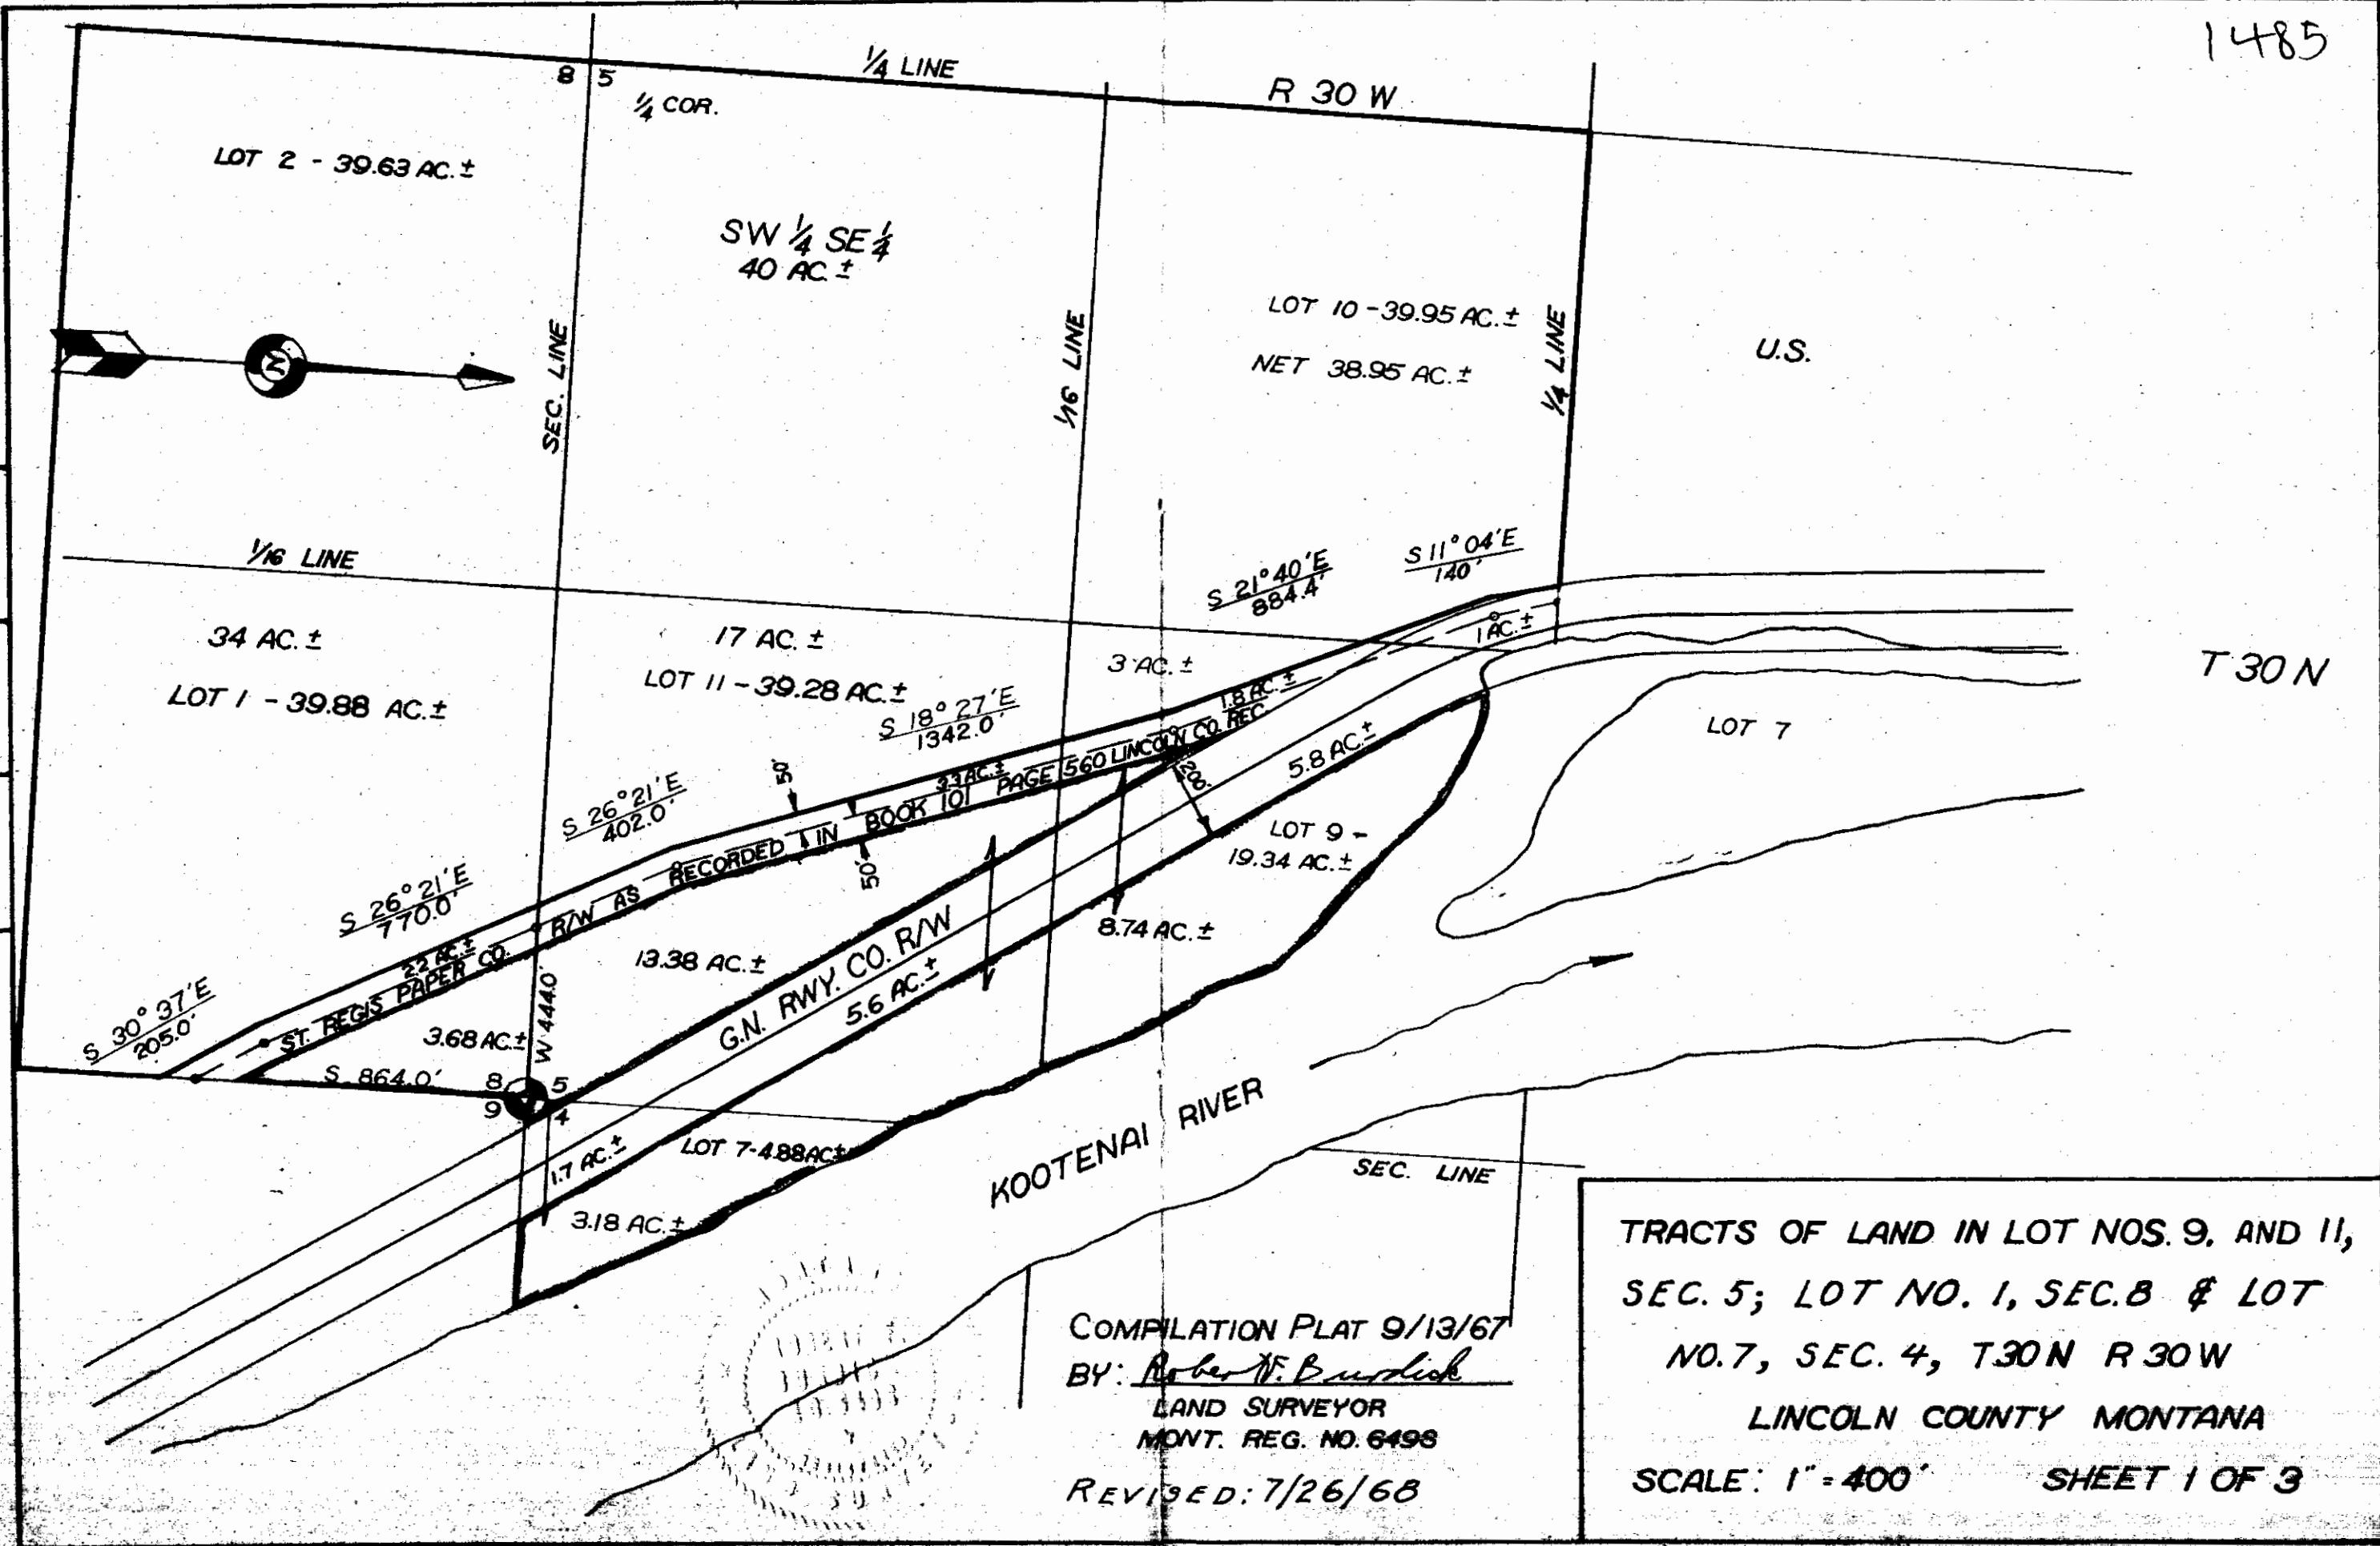 1485
1/4 LINE
R 30 W
8 5
1/4 COR.
LOT 2 - 39.63 AC. ±
SW 1/4 SE 1/4
40 AC. ±
LOT 10 - 39.95 AC. ±
NET 38.95 AC. ±
U.S.
N
SEC. LINE
1/16 LINE
1/4 LINE
1/16 LINE
S 11° 04' E
140'
S 21° 40' E
884.4'
1 AC. ±
34 AC. ±
LOT 1 - 39.88 AC. ±
17 AC. ±
LOT 11 - 39.28 AC. ±
3 AC. ±
1.8 AC. ±
T 30 N
LOT 7
S 18° 27' E
1342.0'
S 26° 21' E
402.0'
50'
3.3 AC. ±
ST. REGIS PAPER CO. R/W AS RECORDED IN BOOK 101 PAGE 560 LINCOLN CO. REC.
50'
200'
5.8 AC. ±
LOT 9 -
19.34 AC. ±
8.74 AC. ±
S 26° 21' E
770.0'
2.2 AC. ±
13.38 AC. ±
G.N. RWY. CO. R/W
5.6 AC. ±
S 30° 37' E
205.0'
3.68 AC. ±
W 444.0'
S 864.0'
8 5
9 4
1.7 AC. ±
LOT 7 - 4.88 AC ±
3.18 AC. ±
KOOTENAI RIVER
SEC. LINE
COMPILATION PLAT 9/13/67
BY: Robert F. Burdick
LAND SURVEYOR
MONT. REG. NO. 649S
REVISED: 7/26/68
TRACTS OF LAND IN LOT NOS. 9. AND 11,
SEC. 5; LOT NO. 1, SEC. 8 & LOT
NO. 7, SEC. 4, T30N R30W
LINCOLN COUNTY MONTANA
SCALE: 1" = 400' SHEET 1 OF 3